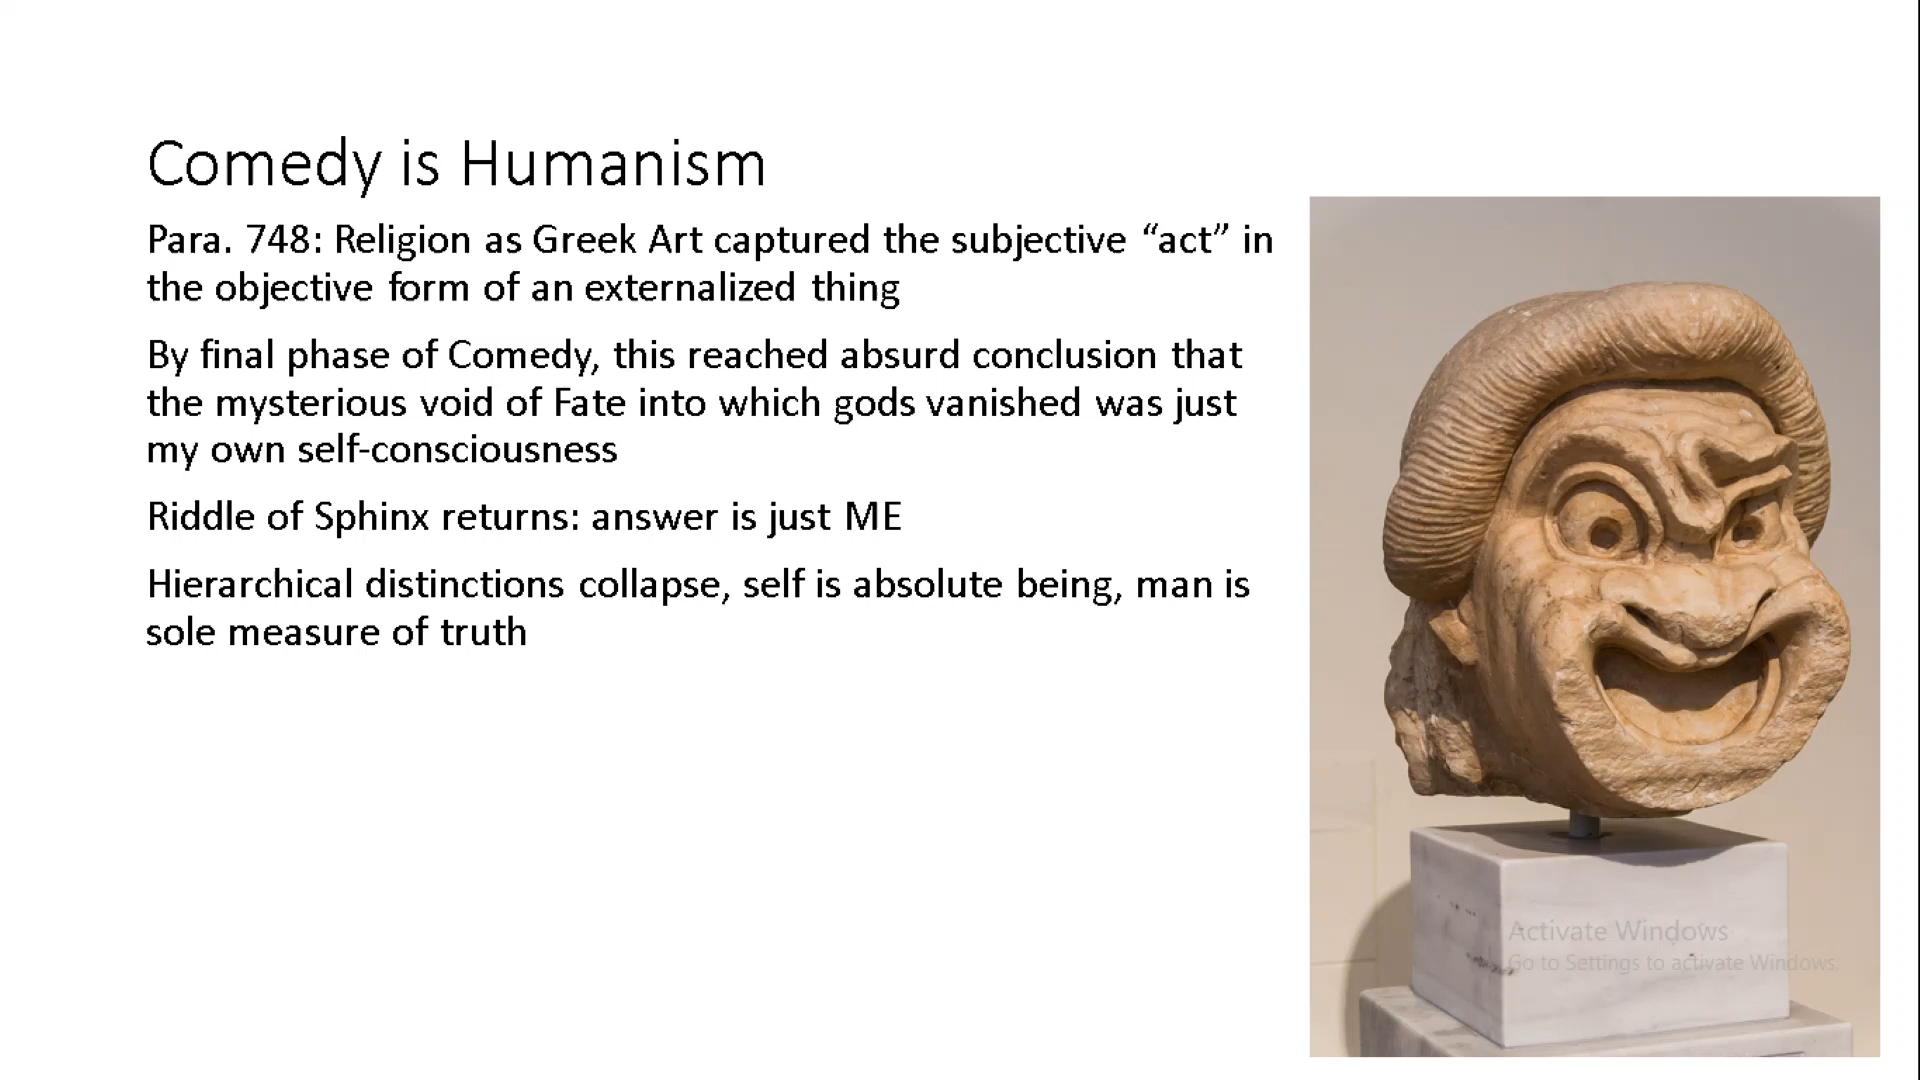 Comedy is Humanism
Para. 748: Religion as Greek Art captured the subjective “act” in
the objective form of an externalized thing
By final phase of Comedy, this reached absurd conclusion that
the mysterious void of Fate into which gods vanished was just
my own self-consciousness
Riddle of Sphinx returns: answer is just ME
Hierarchical distinctions collapse, self is absolute being, man is
sole measure of truth
Activate Windows
Go to Settings to activate Windows.